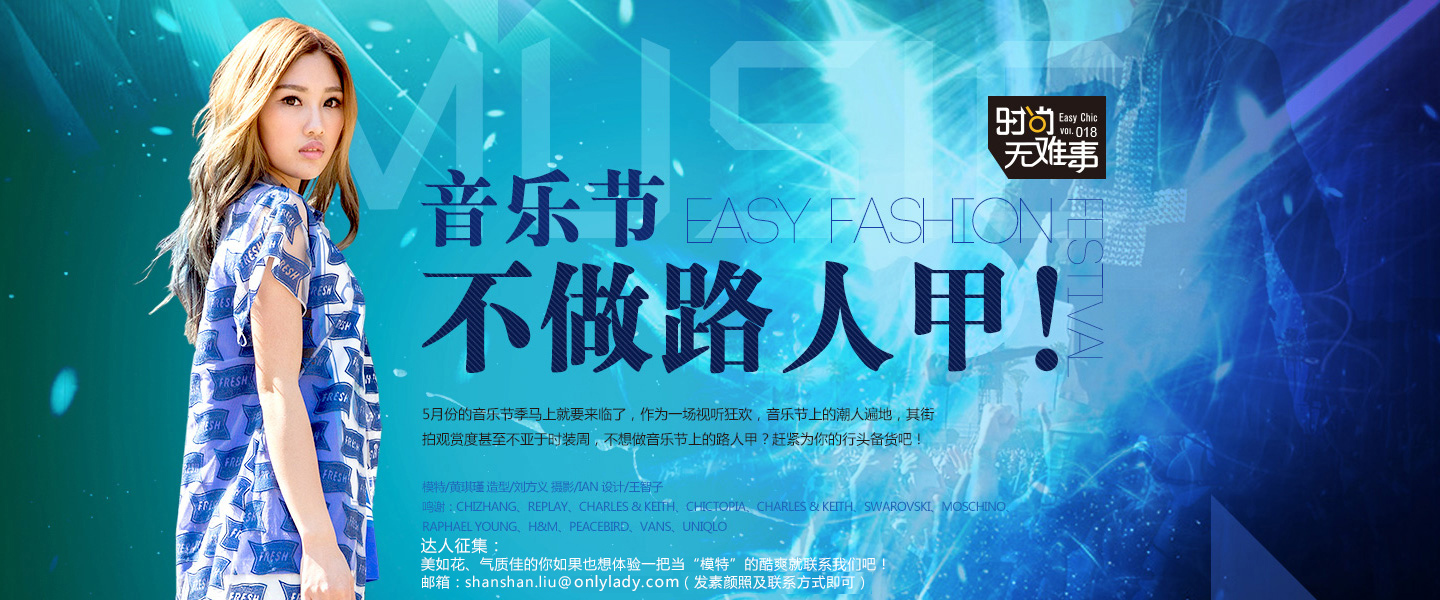 MUSIC
时尚
Easy Chic
vol. 018
无难事
音乐节
EASY FASHION
FESTIVAL
不做路人甲！
5月份的音乐节季马上就要来临了，作为一场视听狂欢，音乐节上的潮人遍地，其街
拍观赏度甚至不亚于时装周，不想做音乐节上的路人甲？赶紧为你的行头备货吧！
模特/黄琪瑾 造型/刘方义 摄影/IAN 设计/王智子
鸣谢：CHIZHANG、REPLAY、CHARLES & KEITH、CHICTOPIA、CHARLES & KEITH、SWAROVSKI、MOSCHINO、
RAPHAEL YOUNG、H&M、PEACEBIRD、VANS、UNIQLO
达人征集：
美如花、气质佳的你如果也想体验一把当“模特”的酷爽就联系我们吧！
邮箱：shanshan.liu@onlylady.com（发素颜照及联系方式即可）
FRESH
FRESH
FRESH
FRESH
FRESH